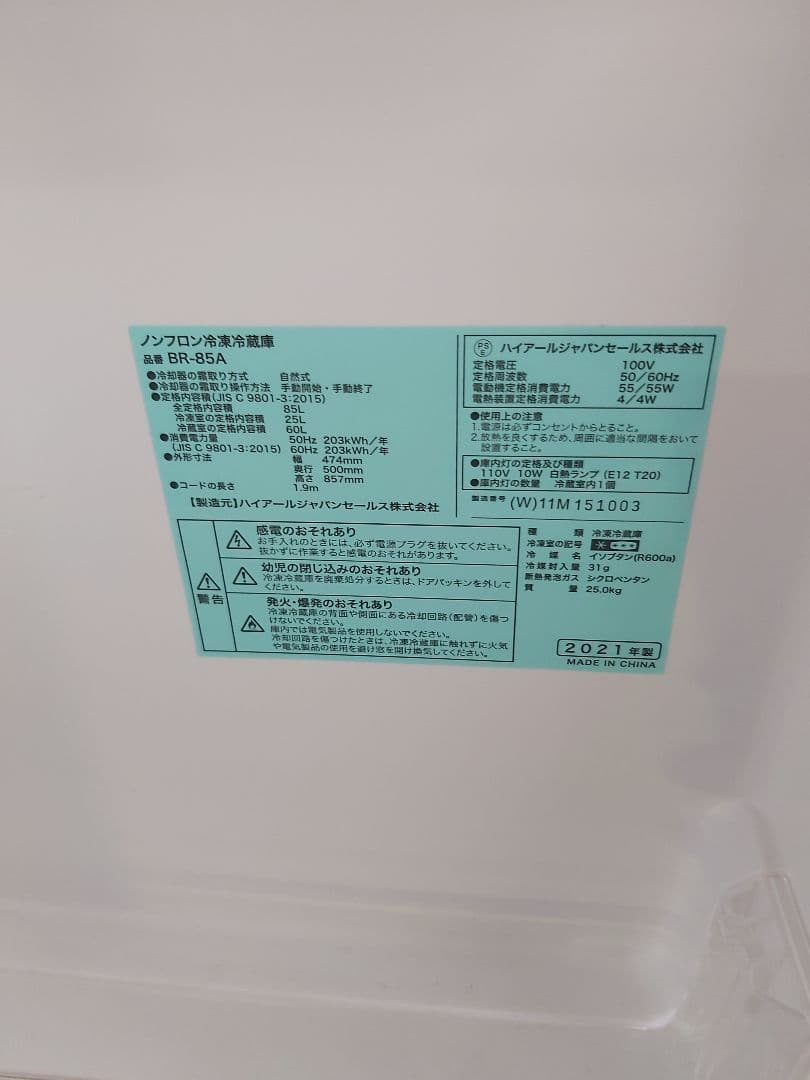 ノンフロン冷凍冷蔵庫
品番 BR-85A
●冷却器の霜取り方式 自然式
●冷却器の霜取り操作方法 手動開始・手動終了
●定格内容積(JIS C 9801-3:2015)
全定格内容積 85L
冷凍室の定格内容積 25L
冷蔵室の定格内容積 60L
●消費電力量 50Hz 203kWh/年
(JIS C 9801-3:2015) 60Hz 203kWh/年
●外形寸法 幅 474mm
奥行 500mm
高さ 857mm
●コードの長さ 1.9m
【製造元】ハイアールジャパンセールス株式会社
PSE ハイアールジャパンセールス株式会社
定格電圧 100V
定格周波数 50/60Hz
電動機定格消費電力 55/55W
電熱装置定格消費電力 4/4W
●使用上の注意
1.電源は必ずコンセントからとること。
2.放熱を良くするため、周囲に適当な間隔をおいて
設置すること。
●庫内灯の定格及び種類
110V 10W 白熱ランプ(E12 T20)
●庫内灯の数量 冷蔵室内1個
製造番号 (W)11M151003
警告
感電のおそれあり
お手入れのときには、必ず電源プラグを抜いてください。
抜かずに作業すると感電のおそれがあります。
幼児の閉じ込みのおそれあり
冷凍冷蔵庫を廃棄処分するときは、ドアパッキンを外して
ください。
発火・爆発のおそれあり
冷凍冷蔵庫の背面や側面にある冷却回路(配管)を傷つ
けないでください。
庫内では電気製品を使用しないでください。
冷却回路を傷つけたときは、冷凍冷蔵庫に触れずに火気
や電気製品の使用を避け窓を開け換気してください。
種類 冷凍冷蔵庫
冷凍室の記号
冷媒名 イソブタン(R600a)
冷媒封入量 31g
断熱発泡ガス シクロペンタン
質量 25.0kg
2021年製
MADE IN CHINA